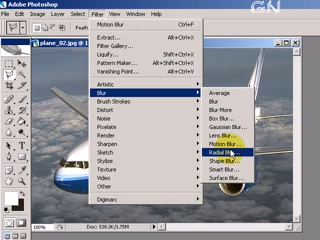 GN
Adobe Photoshop
File Edit Image Layer Select Filter View Window Help
Motion Blur Ctrl+F
plane_02.jpg @ 100%
Extract... Alt+Ctrl+X
Filter Gallery...
Liquify... Shift+Ctrl+X
Pattern Maker... Alt+Shift+Ctrl+X
Vanishing Point... Alt+Ctrl+V
Artistic
Blur
Brush Strokes
Distort
Noise
Pixelate
Render
Sharpen
Sketch
Stylize
Texture
Video
Other
Digimarc
Average
Blur
Blur More
Box Blur...
Gaussian Blur...
Lens Blur...
Motion Blur...
Radial Blur...
Shape Blur...
Smart Blur...
Surface Blur...
100% Doc: 536.3K/1.75M